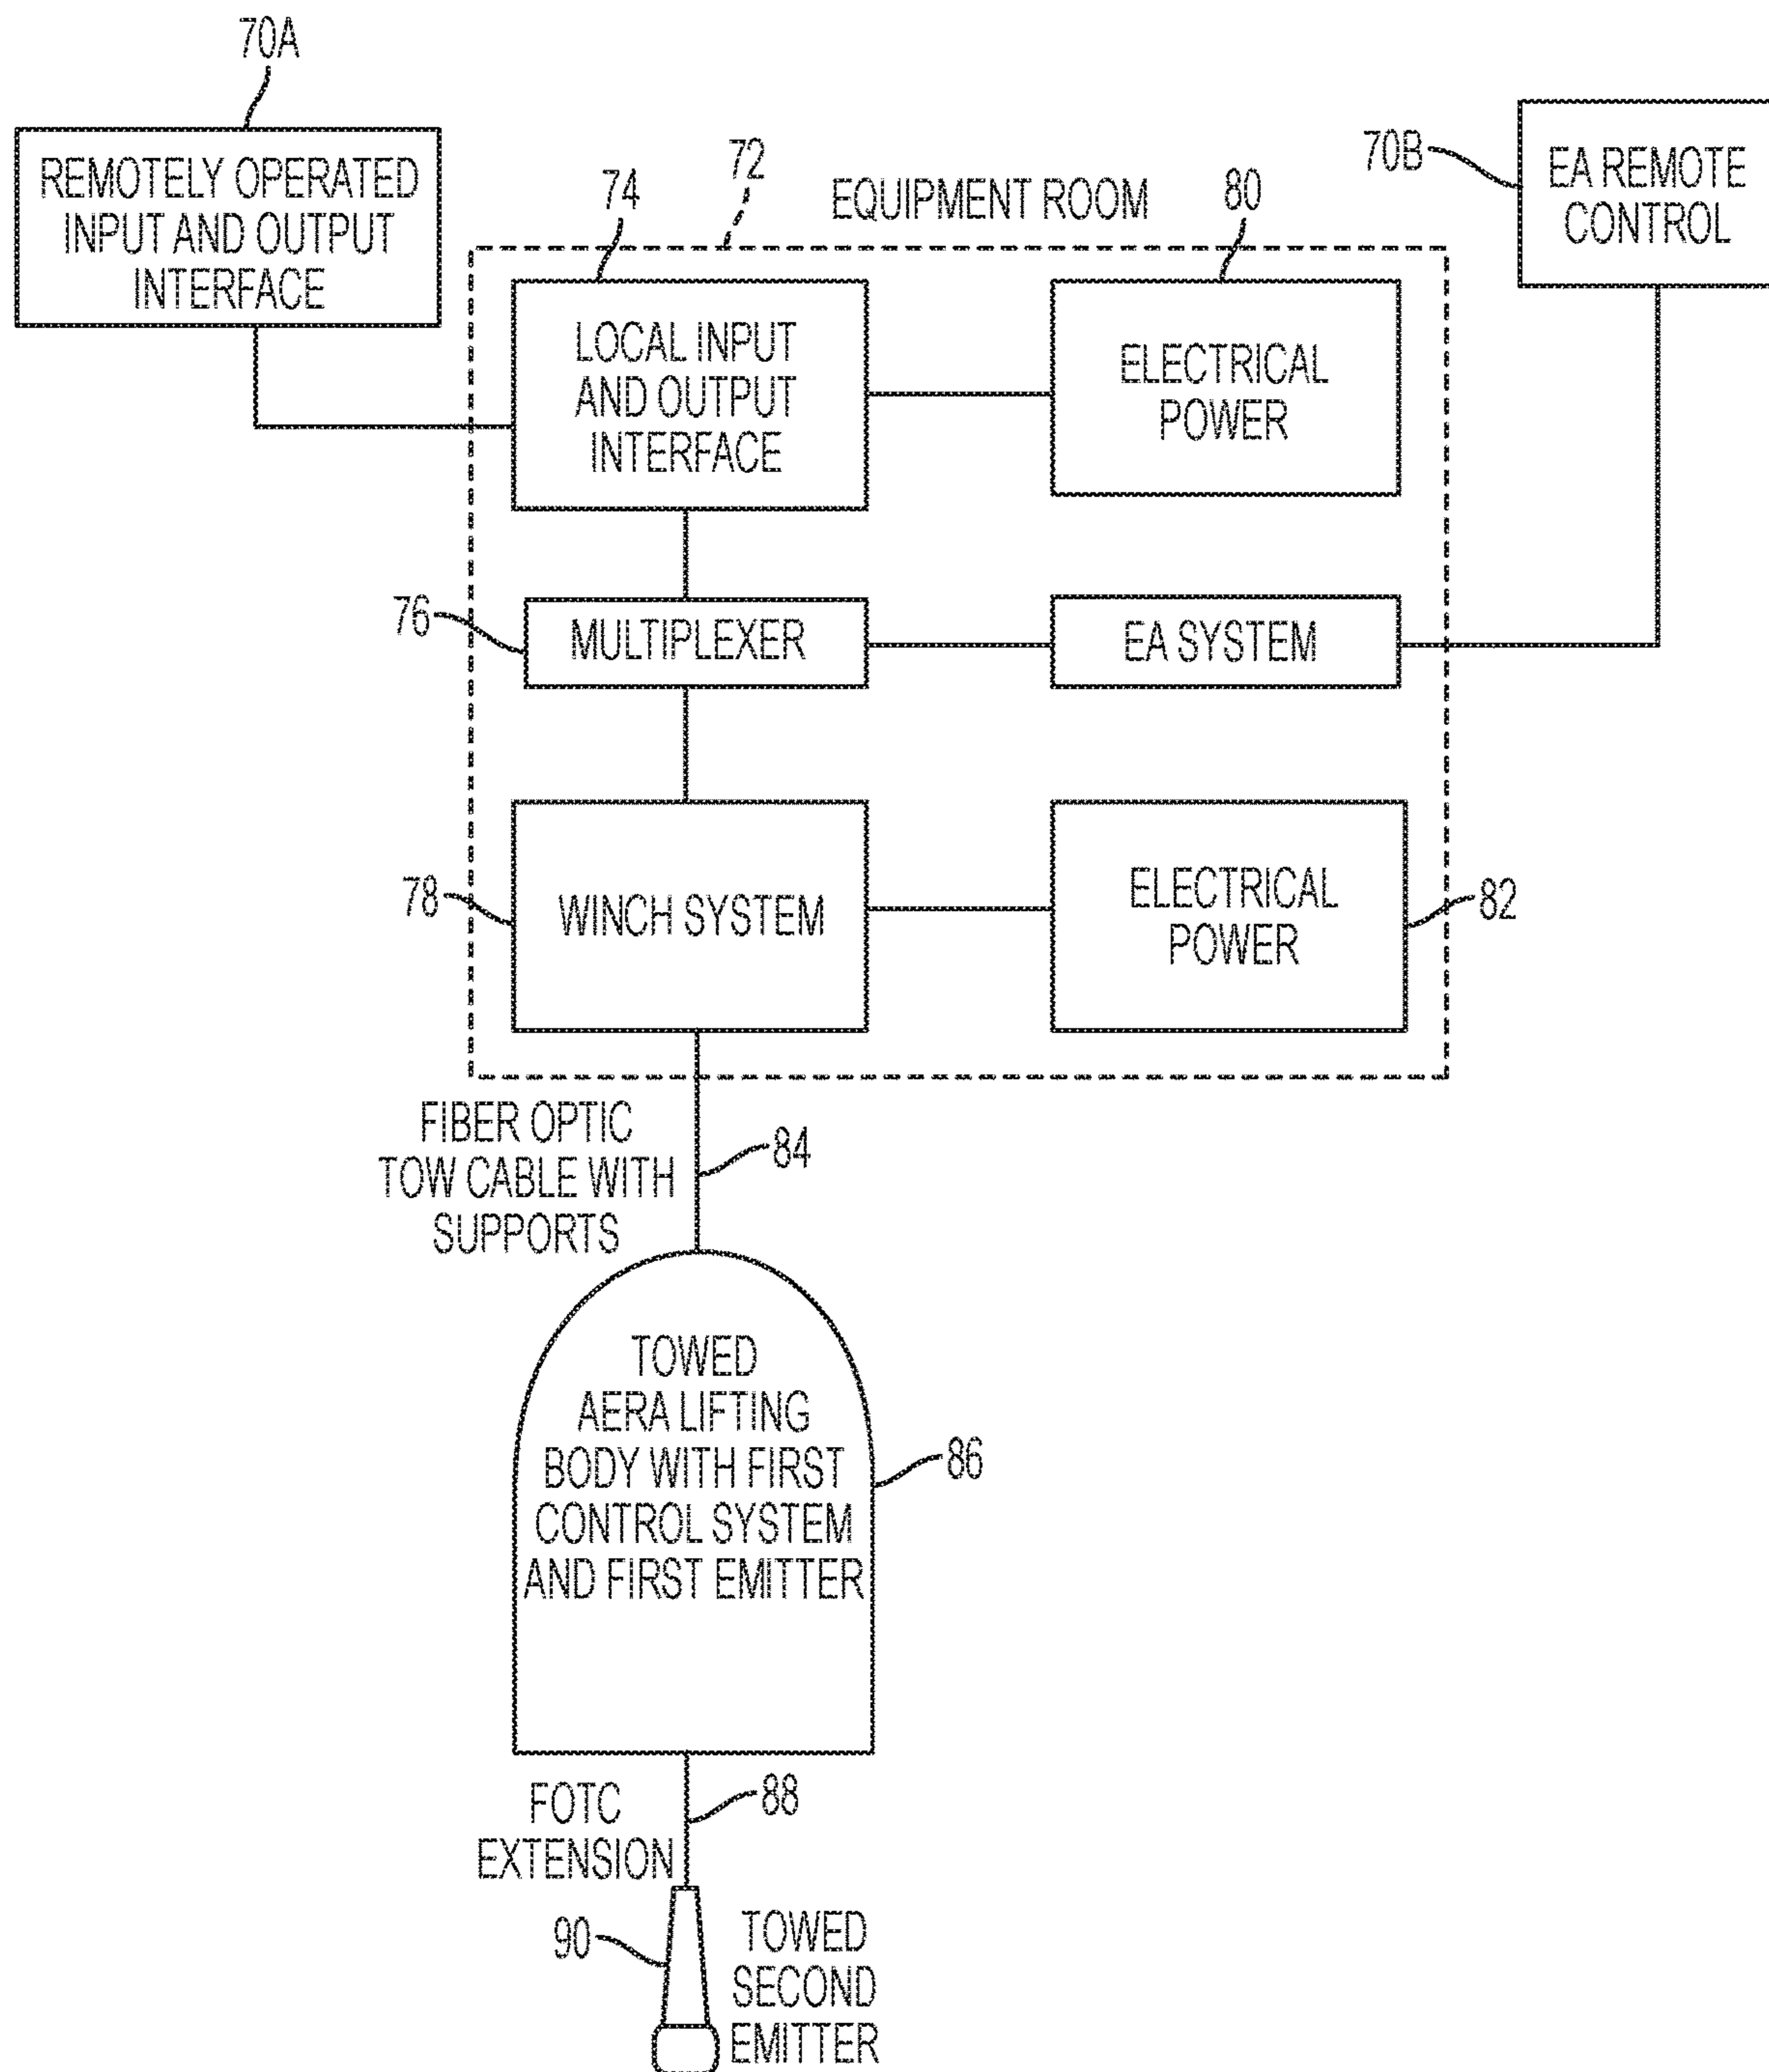 70A
REMOTELY OPERATED
INPUT AND OUTPUT
INTERFACE
72
EQUIPMENT ROOM
70B
EA REMOTE
CONTROL
74
LOCAL INPUT
AND OUTPUT
INTERFACE
80
ELECTRICAL
POWER
76
MULTIPLEXER
EA SYSTEM
78
WINCH SYSTEM
ELECTRICAL
POWER
82
FIBER OPTIC
TOW CABLE WITH
SUPPORTS
84
TOWED
AERA LIFTING
BODY WITH FIRST
CONTROL SYSTEM
AND FIRST EMITTER
86
FOTC
EXTENSION
88
90
TOWED
SECOND
EMITTER